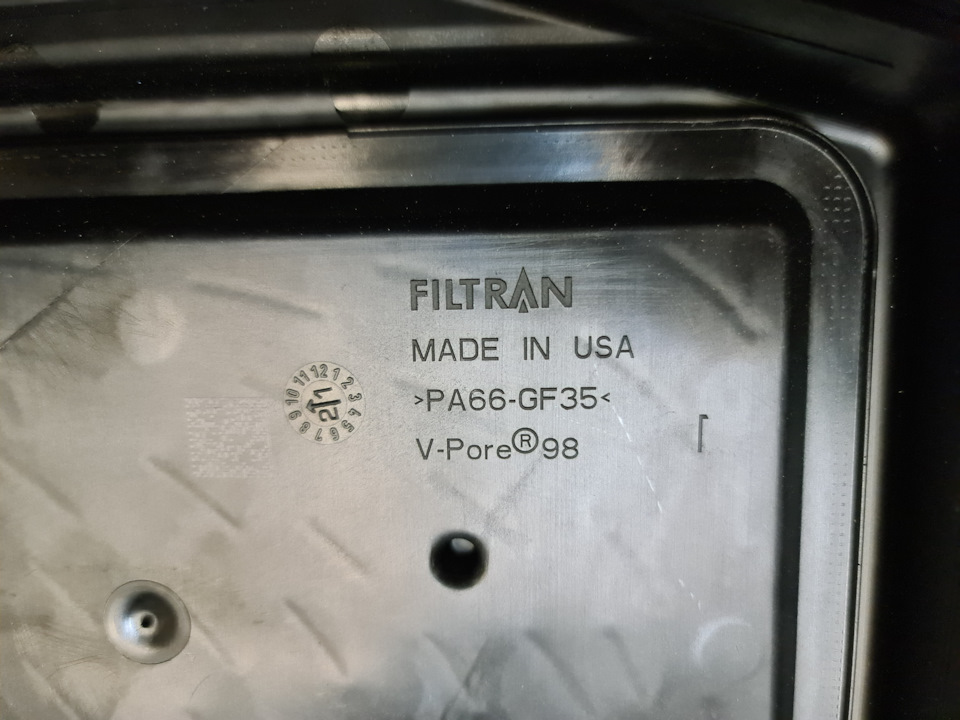 FILTRAN
MADE IN USA
>PA66-GF35<
V-Pore®98
1
1 2 3 4 5 6 7 8 9 10 11 12
21